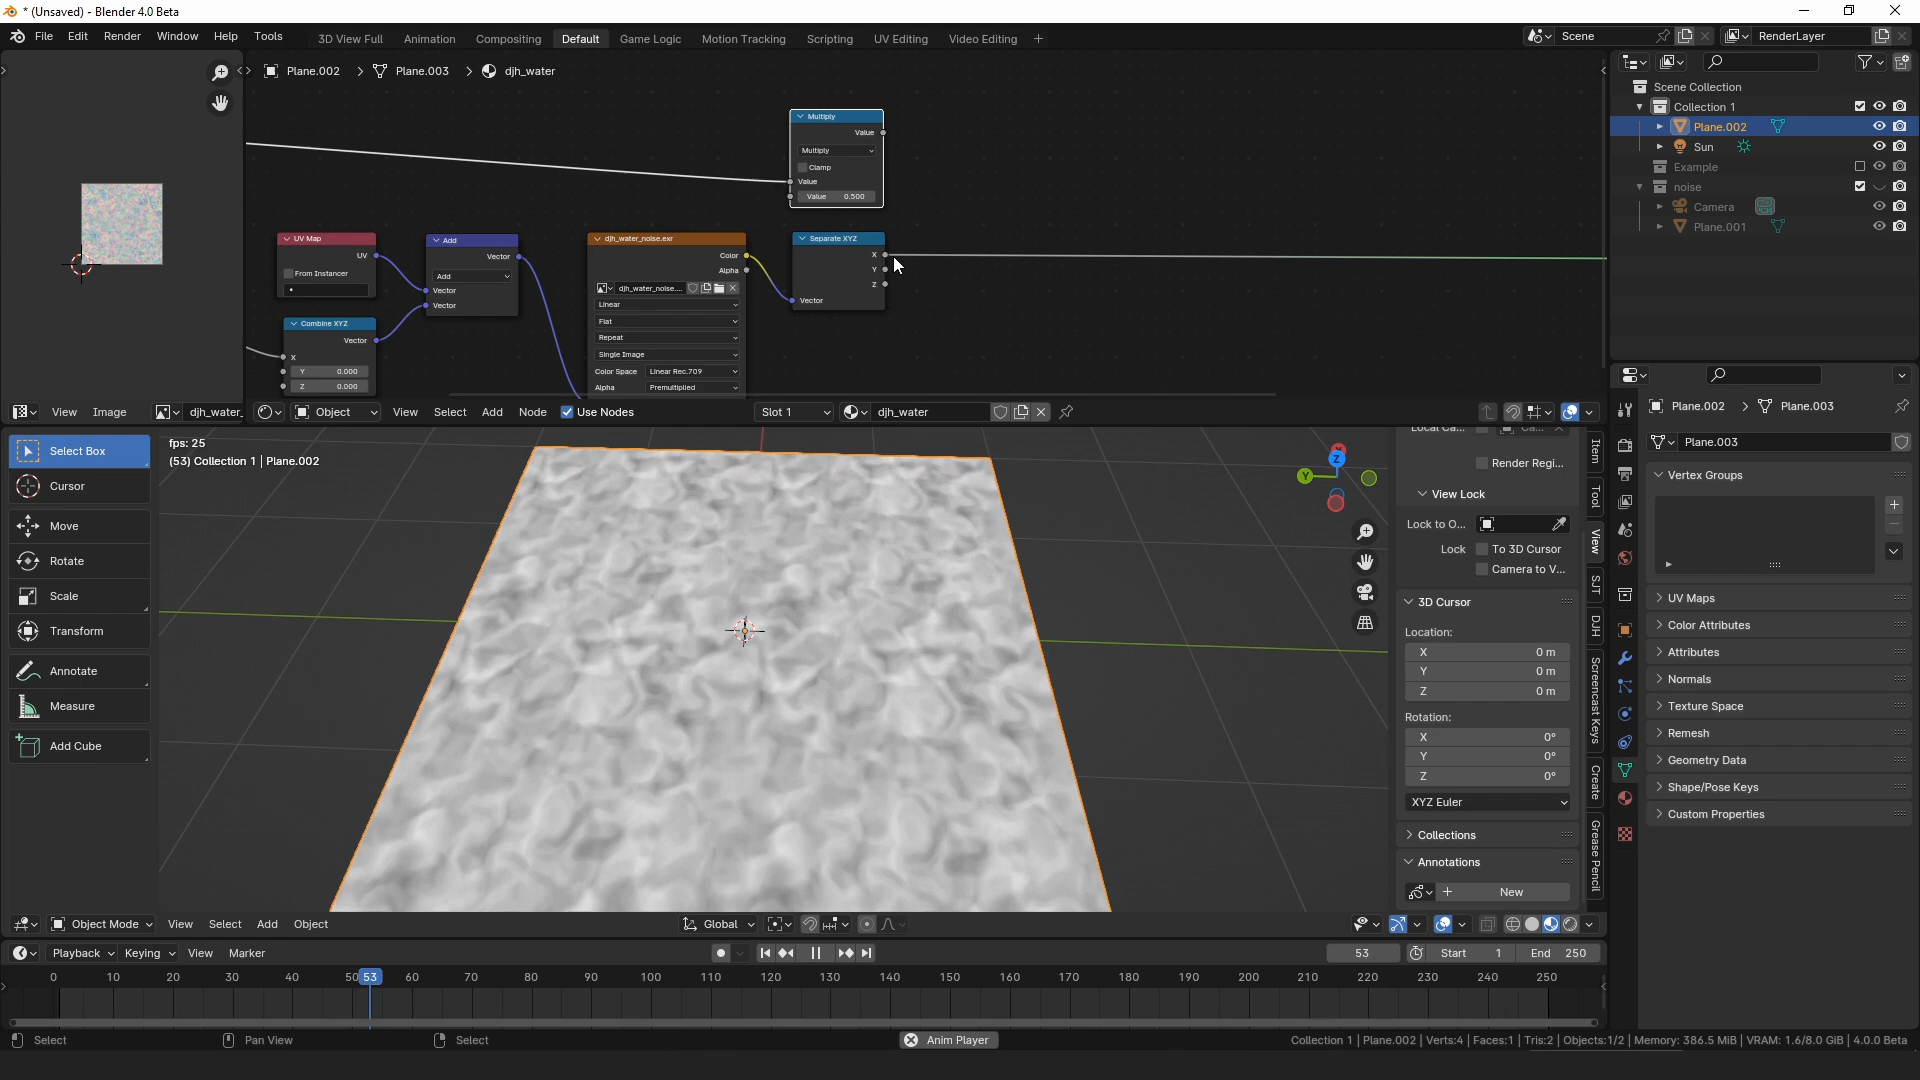 * (Unsaved) - Blender 4.0 Beta
File Edit Render Window Help Tools
3D View Full Animation Compositing Default Game Logic Motion Tracking Scripting UV Editing Video Editing
Scene
RenderLayer
Plane.002 > Plane.003 > djh_water
Multiply
Value
Multiply
Clamp
Value
Value 0.500
UV Map
UV
From Instancer
Combine XYZ
Vector
X
Y 0.000
Z 0.000
Add
Vector
Add
Vector
Vector
djh_water_noise.exr
Color
Alpha
djh_water_noise....
Linear
Flat
Repeat
Single Image
Color Space Linear Rec.709
Alpha Premultiplied
Separate XYZ
X
Y
Z
Vector
View Image djh_water_
Object View Select Add Node Use Nodes Slot 1 djh_water
Scene Collection
Collection 1
Plane.002
Sun
Example
noise
Camera
Plane.001
Plane.002 > Plane.003
Plane.003
Vertex Groups
UV Maps
Color Attributes
Attributes
Normals
Texture Space
Remesh
Geometry Data
Shape/Pose Keys
Custom Properties
Select Box
Cursor
Move
Rotate
Scale
Transform
Annotate
Measure
Add Cube
fps: 25
(53) Collection 1 | Plane.002
Z
Y
Local Ca...
Render Regi...
View Lock
Lock to O...
Lock To 3D Cursor
Camera to V...
3D Cursor
Location:
X 0 m
Y 0 m
Z 0 m
Rotation:
X 0°
Y 0°
Z 0°
XYZ Euler
Collections
Annotations
New
Item
Tool
View
SJT
DJH
Screencast Keys
Create
Grease Pencil
Object Mode View Select Add Object Global
Playback Keying View Marker 53 Start 1 End 250
0 10 20 30 40 50 53 60 70 80 90 100 110 120 130 140 150 160 170 180 190 200 210 220 230 240 250
Select Pan View Select Anim Player Collection 1 | Plane.002 | Verts:4 | Faces:1 | Tris:2 | Objects:1/2 | Memory: 386.5 MiB | VRAM: 1.6/8.0 GiB | 4.0.0 Beta